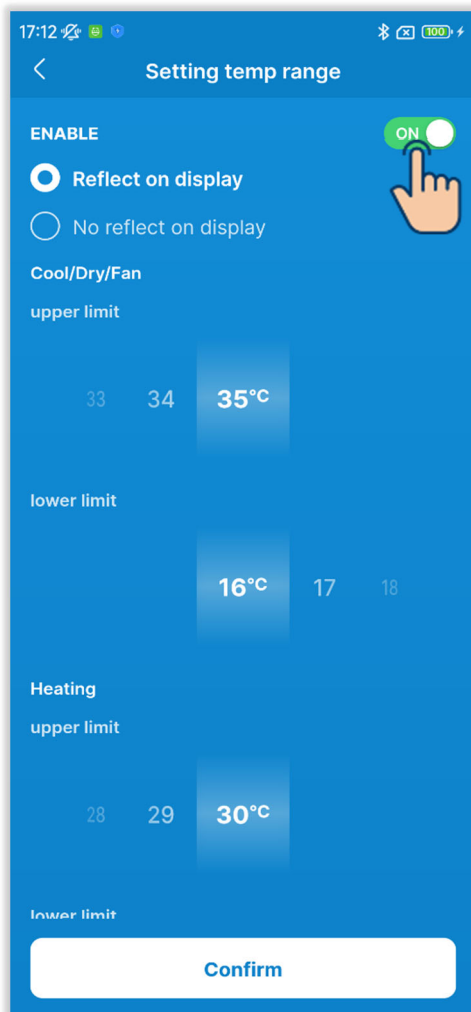 17:12
100
Setting temp range
ENABLE
ON
Reflect on display
No reflect on display
Cool/Dry/Fan
upper limit
33 34 35°C
lower limit
16°C 17 18
Heating
upper limit
28 29 30°C
lower limit
Confirm